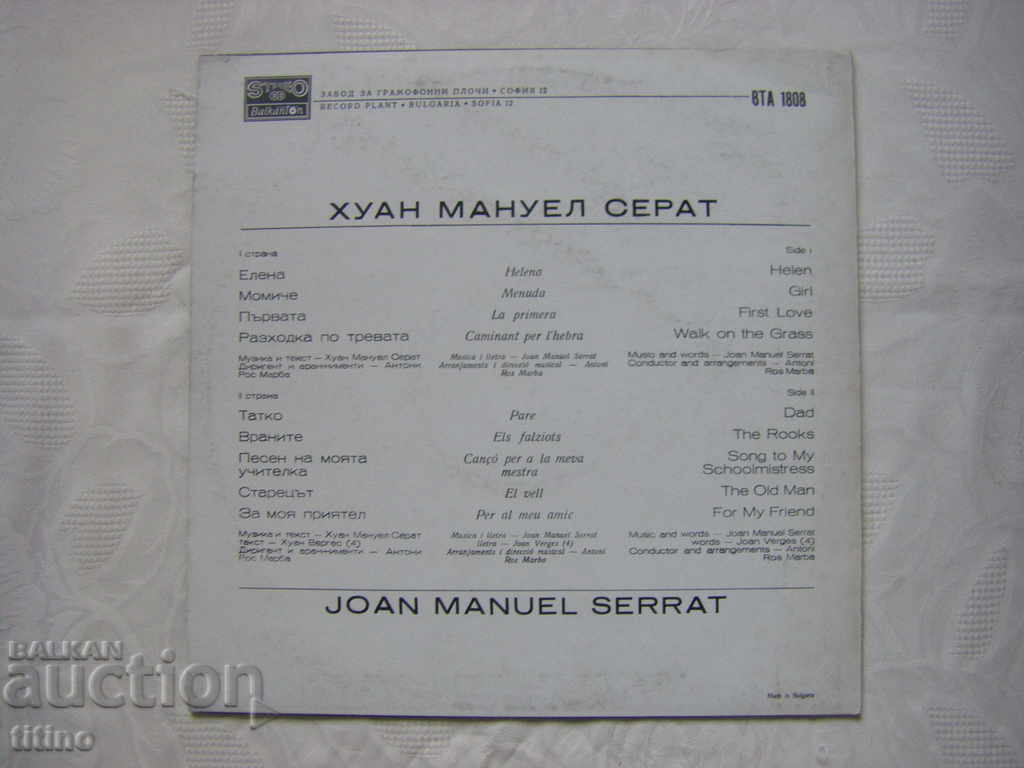 STEREO
Balkanton
ЗАВОД ЗА ГРАМОФОННИ ПЛОЧИ • СОФИЯ 12
RECORD PLANT • BULGARIA • SOFIA 12
ВТА 1808
ХУАН МАНУЕЛ СЕРАТ
I страна Side I
Елена Helena Helen
Момиче Menuda Girl
Първата La primera First Love
Разходка по тревата Caminant per l'hebra Walk on the Grass
Музика и текст — Хуан Мануел Серат Musica i lletra — Joan Manuel Serrat Music and words — Joan Manuel Serrat
Диригент и аранжименти — Антони Arranjaments i direcció musical — Antoni Conductor and arrangements — Antoni
Рос Марба Ros Marba Ros Marba
II страна Side II
Татко Pare Dad
Враните Els falziots The Rooks
Песен на моята Cançó per a la meva Song to My
учителка mestra Schoolmistress
Старецът El vell The Old Man
За моя приятел Per al meu amic For My Friend
Музика и текст — Хуан Мануел Серат Musica i lletra — Joan Manuel Serrat Music and words — Joan Manuel Serrat
текст — Хуан Вергес (4) lletra — Joan Verges (4) words — Joan Verges (4)
Диригент и аранжименти — Антони Arranjaments i direcció musical — Antoni Conductor and arrangements — Antoni
Рос Марба Ros Marba Ros Marba
JOAN MANUEL SERRAT
Made in Bulgaria
BALKAN
auction
titino